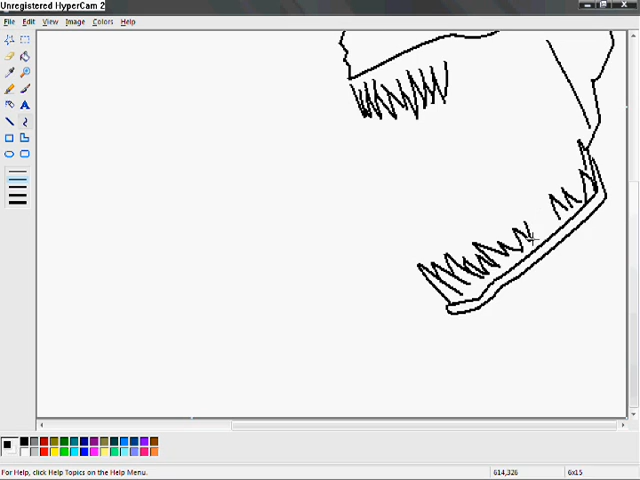 Unregistered HyperCam 2
File Edit View Image Colors Help
A
For Help, click Help Topics on the Help Menu.
614,326
6x15